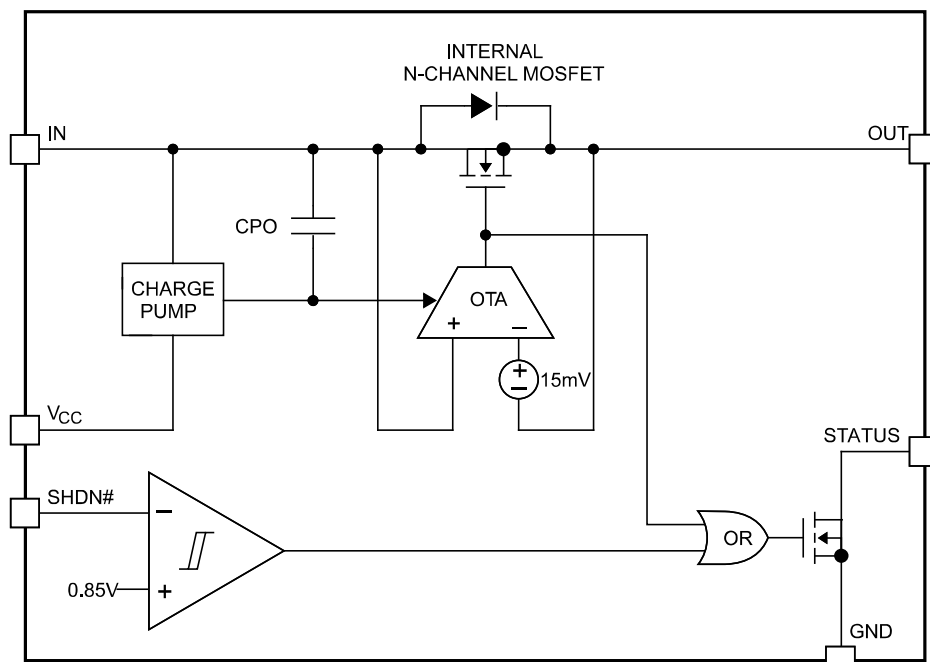 INTERNAL
N-CHANNEL MOSFET
IN
OUT
CPO
CHARGE
PUMP
OTA
+
−
+
−
15mV
VCC
STATUS
SHDN#
−
OR
0.85V
+
GND